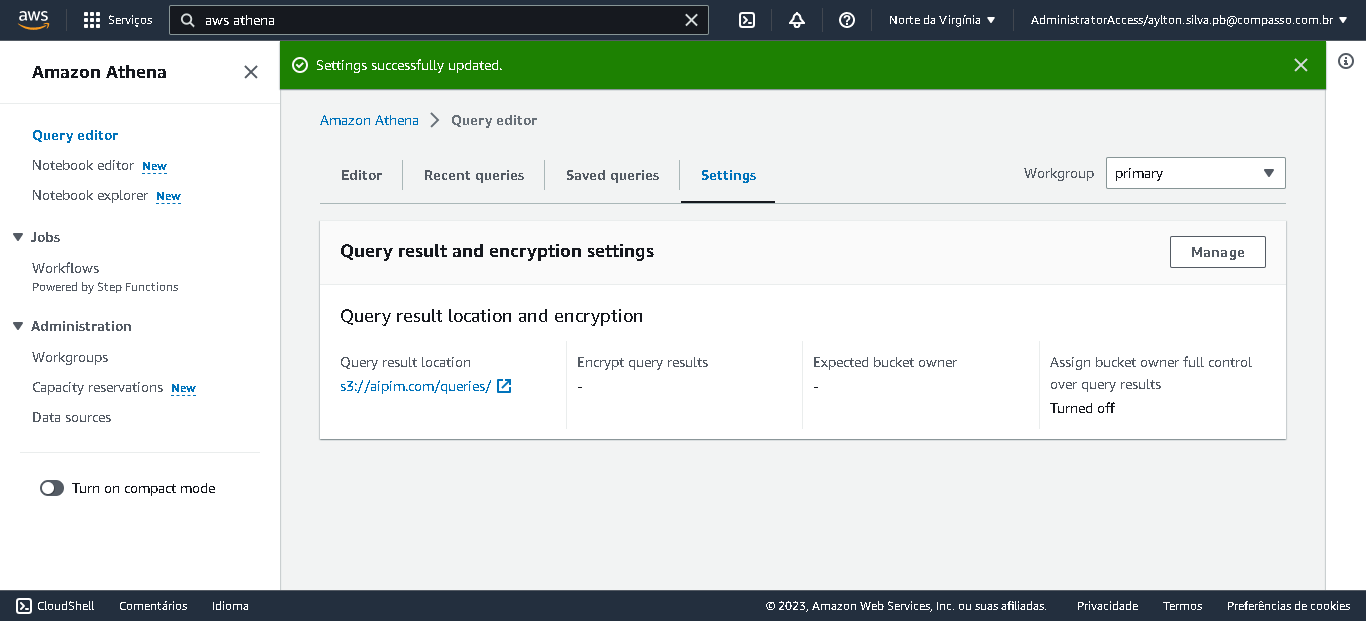 aws
Serviços
aws athena
Norte da Virgínia
AdministratorAccess/aylton.silva.pb@compasso.com.br
Amazon Athena
Query editor
Notebook editor New
Notebook explorer New
Jobs
Workflows
Powered by Step Functions
Administration
Workgroups
Capacity reservations New
Data sources
Turn on compact mode
Settings successfully updated.
Amazon Athena > Query editor
Editor
Recent queries
Saved queries
Settings
Workgroup
primary
Query result and encryption settings
Manage
Query result location and encryption
Query result location
s3://aipim.com/queries/
Encrypt query results
-
Expected bucket owner
-
Assign bucket owner full control
over query results
Turned off
CloudShell
Comentários
Idioma
© 2023, Amazon Web Services, Inc. ou suas afiliadas.
Privacidade
Termos
Preferências de cookies